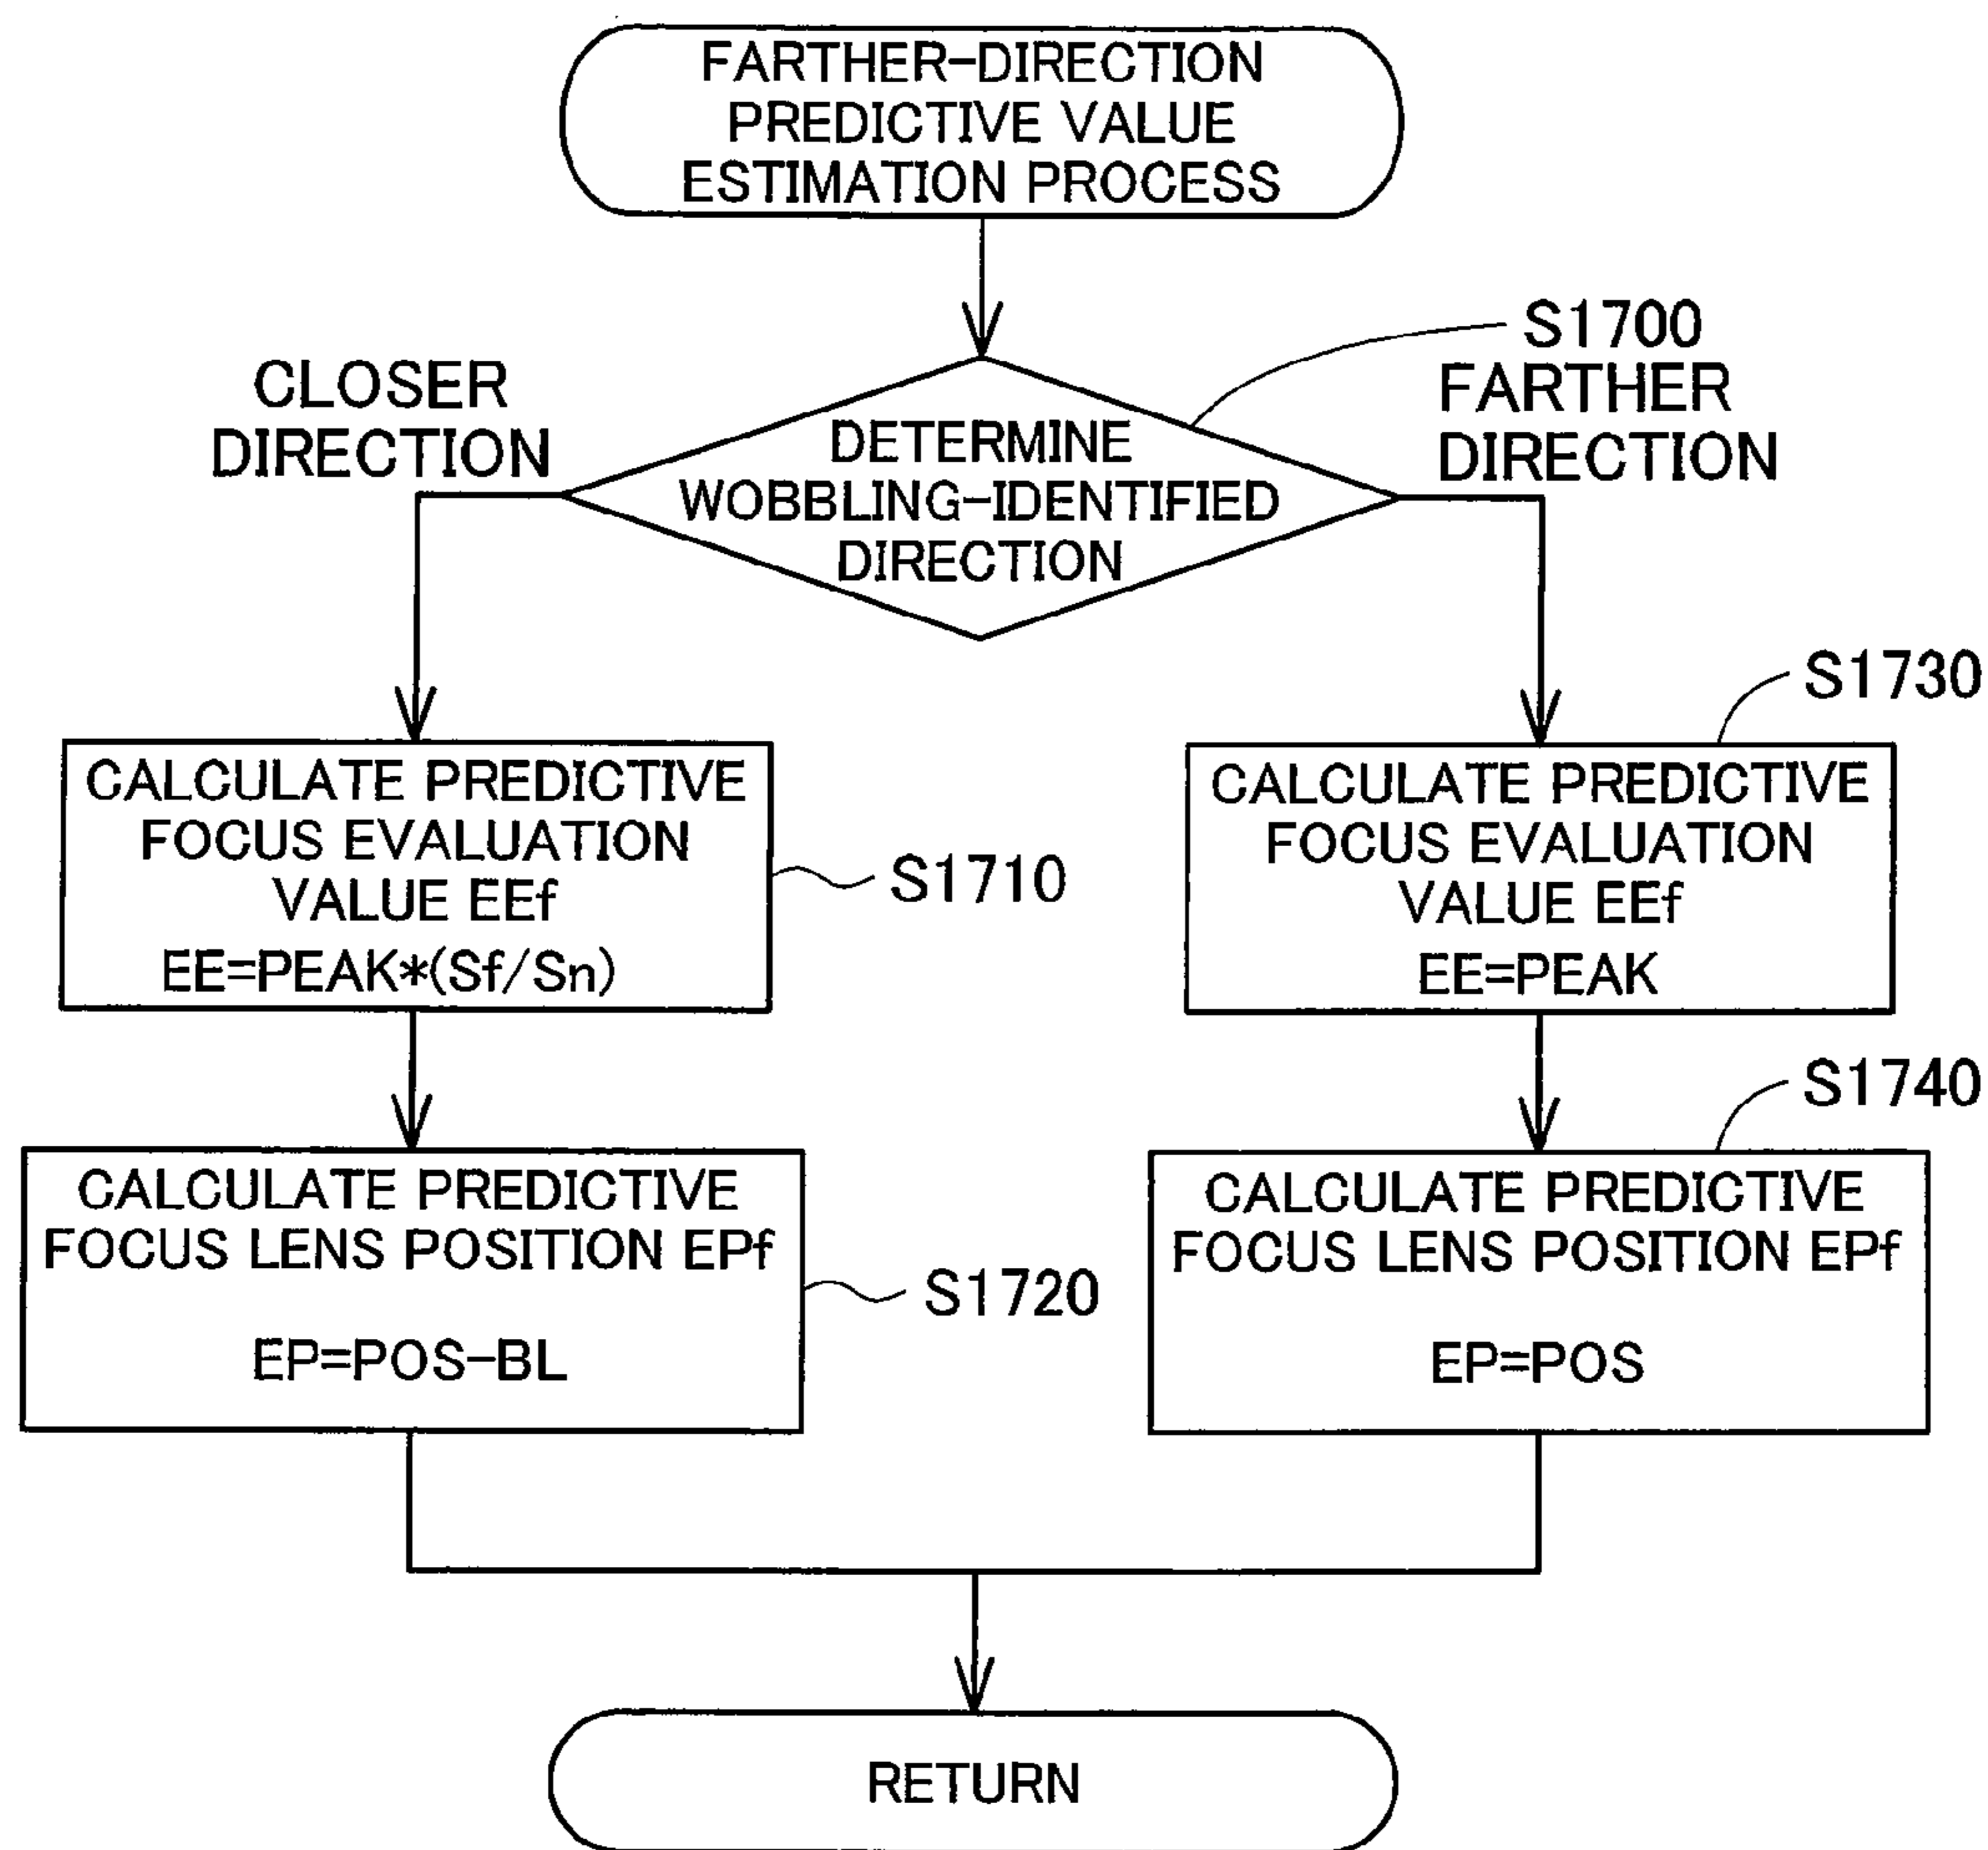 FARTHER-DIRECTION
PREDICTIVE VALUE
ESTIMATION PROCESS
S1700
CLOSER
DIRECTION
FARTHER
DIRECTION
DETERMINE
WOBBLING-IDENTIFIED
DIRECTION
CALCULATE PREDICTIVE
FOCUS EVALUATION
VALUE EEf
EE=PEAK*(Sf/Sn)
S1710
S1730
CALCULATE PREDICTIVE
FOCUS EVALUATION
VALUE EEf
EE=PEAK
CALCULATE PREDICTIVE
FOCUS LENS POSITION EPf
EP=POS-BL
S1720
S1740
CALCULATE PREDICTIVE
FOCUS LENS POSITION EPf
EP=POS
RETURN